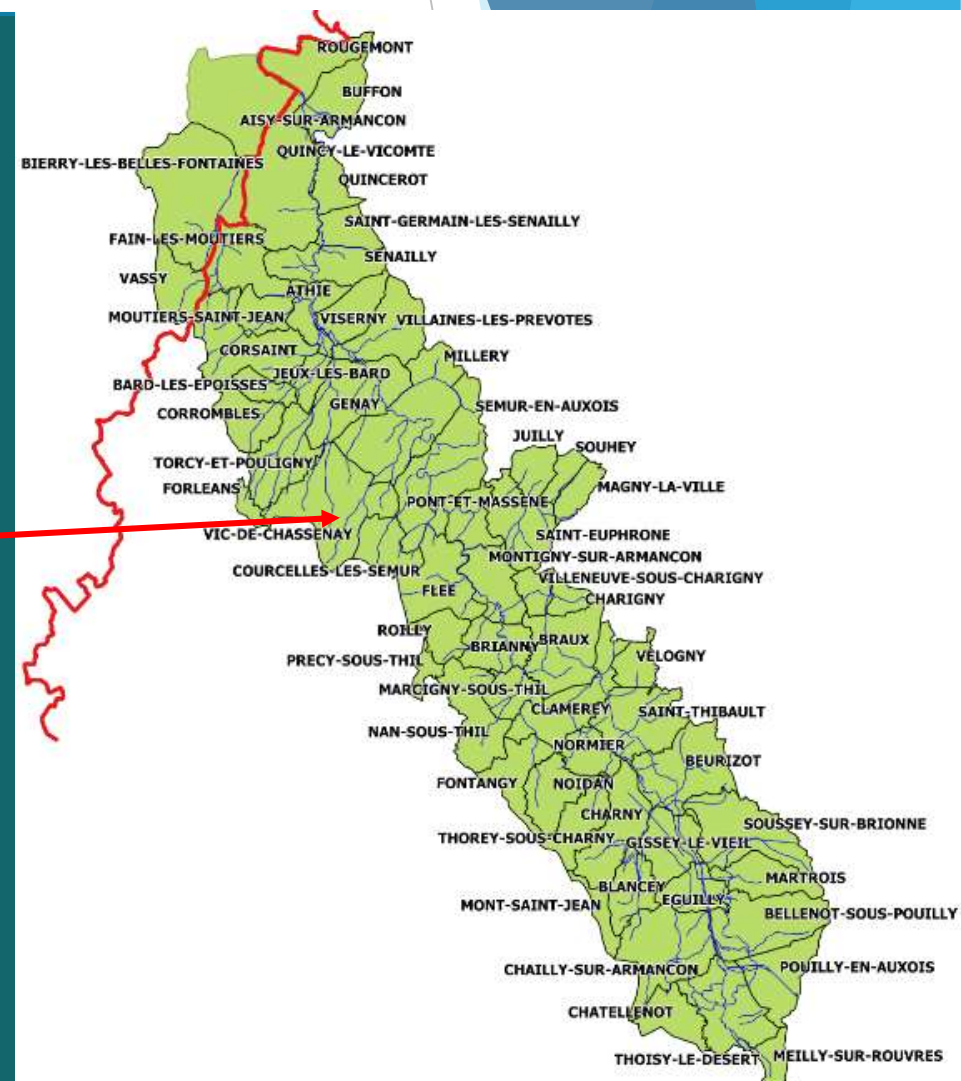 ROUGEMONT
BUFFON
AISY-SUR-ARMANCON
QUINCY-LE-VICOMTE
BIERRY-LES-BELLES-FONTAINES
QUINCEROT
SAINT-GERMAIN-LES-SENAILLY
FAIN-LES-MOUTIERS
SENAILLY
VASSY
ATHIE
MOUTIERS-SAINT-JEAN
VISERNY
VILLAINES-LES-PREVOTES
CORSAINT
MILLERY
JEUX-LES-BARD
BARD-LES-EPOISSES
GENAY
SEMUR-EN-AUXOIS
CORROMBLES
JUILLY
SOUHEY
TORCY-ET-POULIGNY
FORLEANS
MAGNY-LA-VILLE
PONT-ET-MASSENE
VIC-DE-CHASSENAY
SAINT-EUPHRONE
MONTIGNY-SUR-ARMANCON
COURCELLES-LES-SEMUR
VILLENEUVE-SOUS-CHARIGNY
FLEE
CHARIGNY
ROILLY
BRIANNY
BRAUX
VELOGNY
PRECY-SOUS-THIL
MARCIGNY-SOUS-THIL
CLAMEREY
SAINT-THIBAULT
NAN-SOUS-THIL
NORMIER
BEURIZOT
FONTANGY
NOIDAN
CHARNY
SOUSSEY-SUR-BRIONNE
THOREY-SOUS-CHARNY
GISSEY-LE-VIEIL
MARTROIS
BLANCEY
EGUILLY
MONT-SAINT-JEAN
BELLENOT-SOUS-POUILLY
CHAILLY-SUR-ARMANCON
POUILLY-EN-AUXOIS
CHATELLENOT
THOISY-LE-DESERT
MEILLY-SUR-ROUVRES